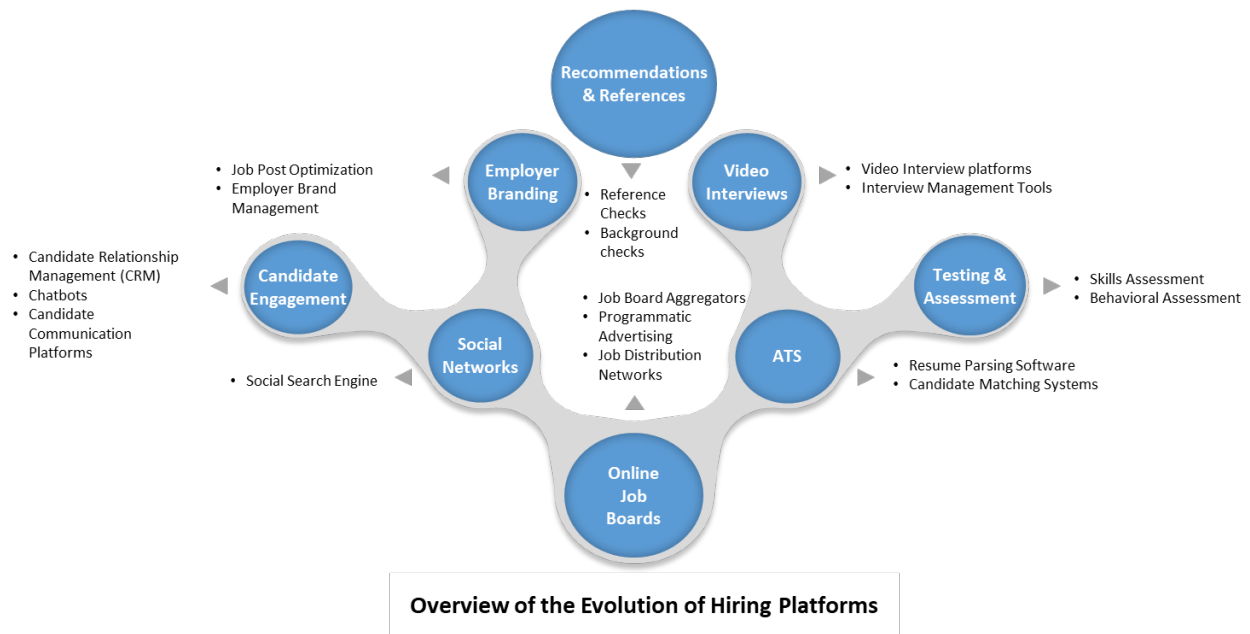 Recommendations
& References
Employer
Branding
• Job Post Optimization
• Employer Brand
Management
Video
Interviews
• Video Interview platforms
• Interview Management Tools
• Reference
Checks
• Background
checks
Candidate
Engagement
• Candidate Relationship
Management (CRM)
• Chatbots
• Candidate
Communication
Platforms
Testing &
Assessment
• Skills Assessment
• Behavioral Assessment
Social
Networks
• Social Search Engine
• Job Board Aggregators
• Programmatic
Advertising
• Job Distribution
Networks
ATS
• Resume Parsing Software
• Candidate Matching Systems
Online
Job
Boards
Overview of the Evolution of Hiring Platforms